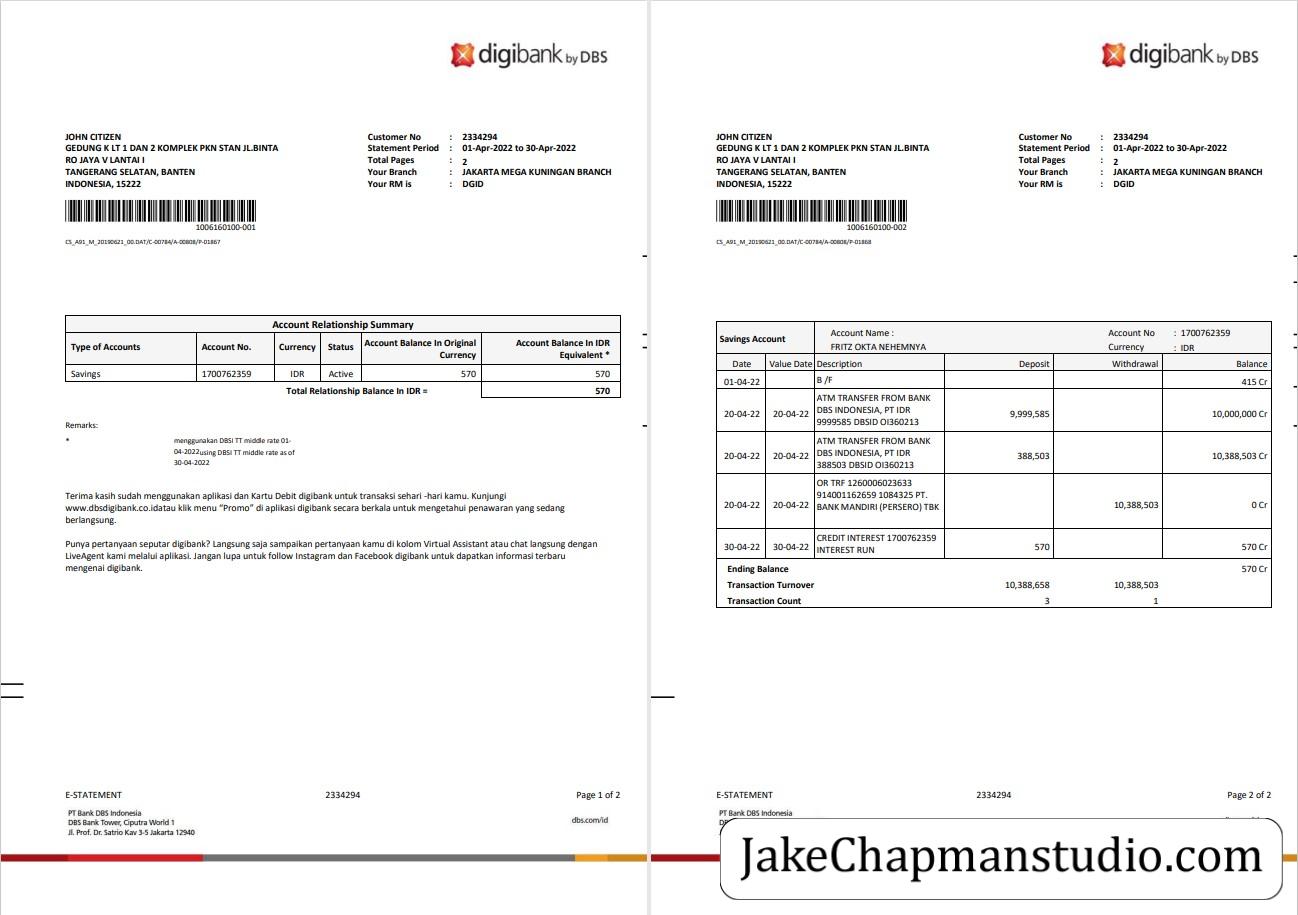 digibank by DBS
JOHN CITIZEN
GEDUNG K LT 1 DAN 2 KOMPLEK PKN STAN JL.BINTA
RO JAYA V LANTAI I
TANGERANG SELATAN, BANTEN
INDONESIA, 15222
Customer No : 2334294
Statement Period : 01-Apr-2022 to 30-Apr-2022
Total Pages : 2
Your Branch : JAKARTA MEGA KUNINGAN BRANCH
Your RM is : DGID
1006160100-001
CS_A91_M_20190621_00.DAT/C-00784/A-00808/P-01867
Account Relationship Summary
Type of Accounts Account No. Currency Status Account Balance In Original Currency Account Balance In IDR Equivalent *
Savings 1700762359 IDR Active 570 570
Total Relationship Balance In IDR = 570
Remarks:
* menggunakan DBSI TT middle rate 01-
04-2022using DBSI TT middle rate as of
30-04-2022
Terima kasih sudah menggunakan aplikasi dan Kartu Debit digibank untuk transaksi sehari -hari kamu. Kunjungi
www.dbsdigibank.co.idatau klik menu “Promo” di aplikasi digibank secara berkala untuk mengetahui penawaran yang sedang
berlangsung.
Punya pertanyaan seputar digibank? Langsung saja sampaikan pertanyaan kamu di kolom Virtual Assistant atau chat langsung dengan
LiveAgent kami melalui aplikasi. Jangan lupa untuk follow Instagram dan Facebook digibank untuk dapatkan informasi terbaru
mengenai digibank.
E-STATEMENT 2334294 Page 1 of 2
PT Bank DBS Indonesia
DBS Bank Tower, Ciputra World 1
Jl. Prof. Dr. Satrio Kav 3-5 Jakarta 12940
dbs.com/id
digibank by DBS
JOHN CITIZEN
GEDUNG K LT 1 DAN 2 KOMPLEK PKN STAN JL.BINTA
RO JAYA V LANTAI I
TANGERANG SELATAN, BANTEN
INDONESIA, 15222
Customer No : 2334294
Statement Period : 01-Apr-2022 to 30-Apr-2022
Total Pages : 2
Your Branch : JAKARTA MEGA KUNINGAN BRANCH
Your RM is : DGID
1006160100-002
CS_A91_M_20190621_00.DAT/C-00784/A-00808/P-01868
Savings Account
Account Name :
FRITZ OKTA NEHEMNYA
Account No : 1700762359
Currency : IDR
Date Value Date Description Deposit Withdrawal Balance
01-04-22 B /F 415 Cr
20-04-22 20-04-22 ATM TRANSFER FROM BANK
DBS INDONESIA, PT IDR
9999585 DBSID OI360213 9,999,585 10,000,000 Cr
20-04-22 20-04-22 ATM TRANSFER FROM BANK
DBS INDONESIA, PT IDR
388503 DBSID OI360213 388,503 10,388,503 Cr
20-04-22 20-04-22 OR TRF 1260006023633
914001162659 1084325 PT.
BANK MANDIRI (PERSERO) TBK 10,388,503 0 Cr
30-04-22 30-04-22 CREDIT INTEREST 1700762359
INTEREST RUN 570 570 Cr
Ending Balance 570 Cr
Transaction Turnover 10,388,658 10,388,503
Transaction Count 3 1
E-STATEMENT 2334294 Page 2 of 2
PT Bank DBS Indonesia
JakeChapmanstudio.com